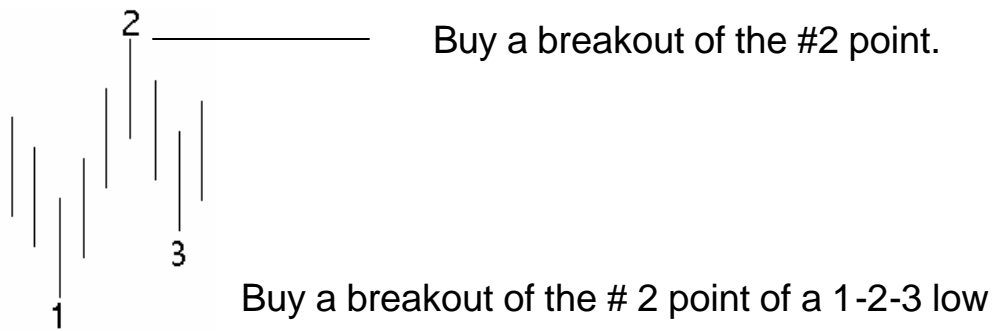 2
Buy a breakout of the #2 point.
3
1
Buy a breakout of the # 2 point of a 1-2-3 low